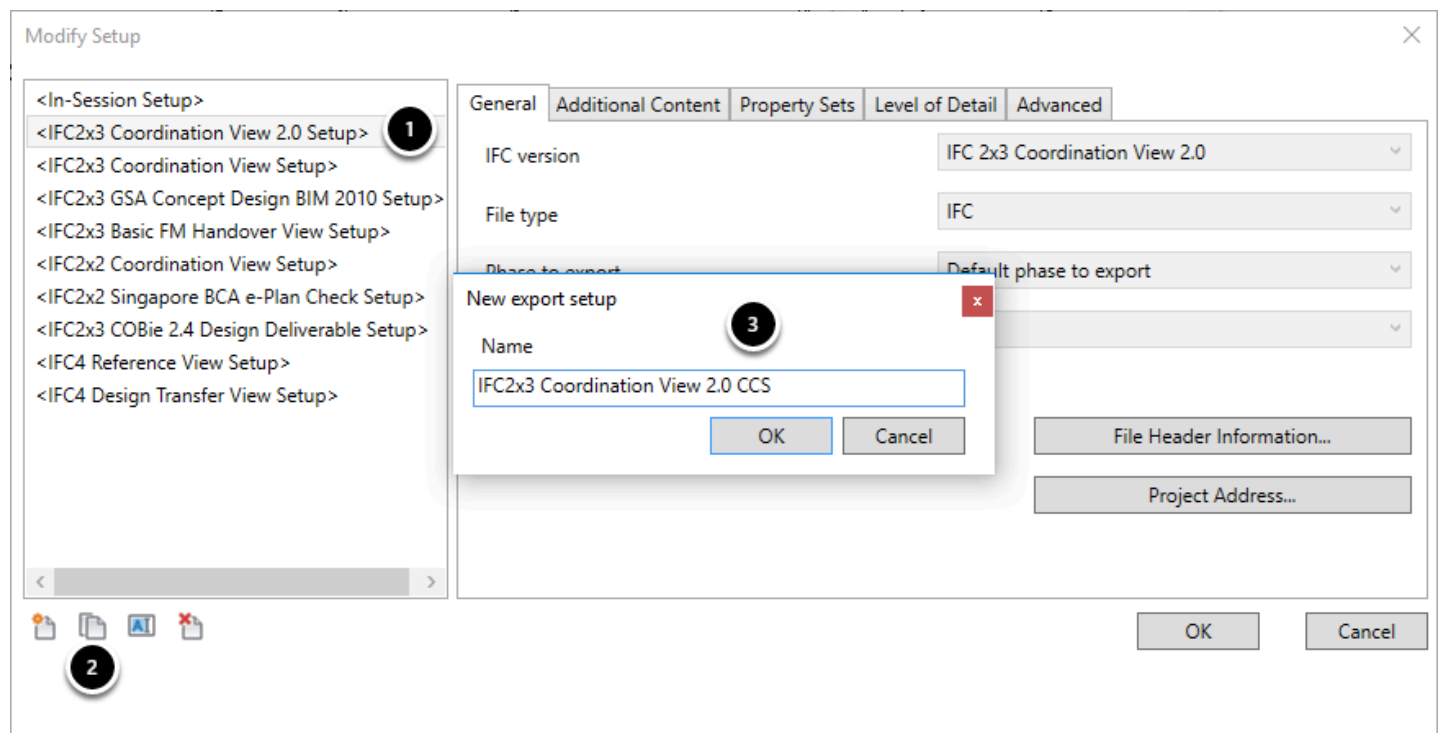 Modify Setup
<In-Session Setup>
<IFC2x3 Coordination View 2.0 Setup>
1
<IFC2x3 Coordination View Setup>
<IFC2x3 GSA Concept Design BIM 2010 Setup>
<IFC2x3 Basic FM Handover View Setup>
<IFC2x2 Coordination View Setup>
<IFC2x2 Singapore BCA e-Plan Check Setup>
<IFC2x3 COBie 2.4 Design Deliverable Setup>
<IFC4 Reference View Setup>
<IFC4 Design Transfer View Setup>
2
General Additional Content Property Sets Level of Detail Advanced
IFC version IFC 2x3 Coordination View 2.0
File type IFC
Phase to export Default phase to export
New export setup x
3
Name
IFC2x3 Coordination View 2.0 CCS
OK Cancel
File Header Information...
Project Address...
AI
OK Cancel